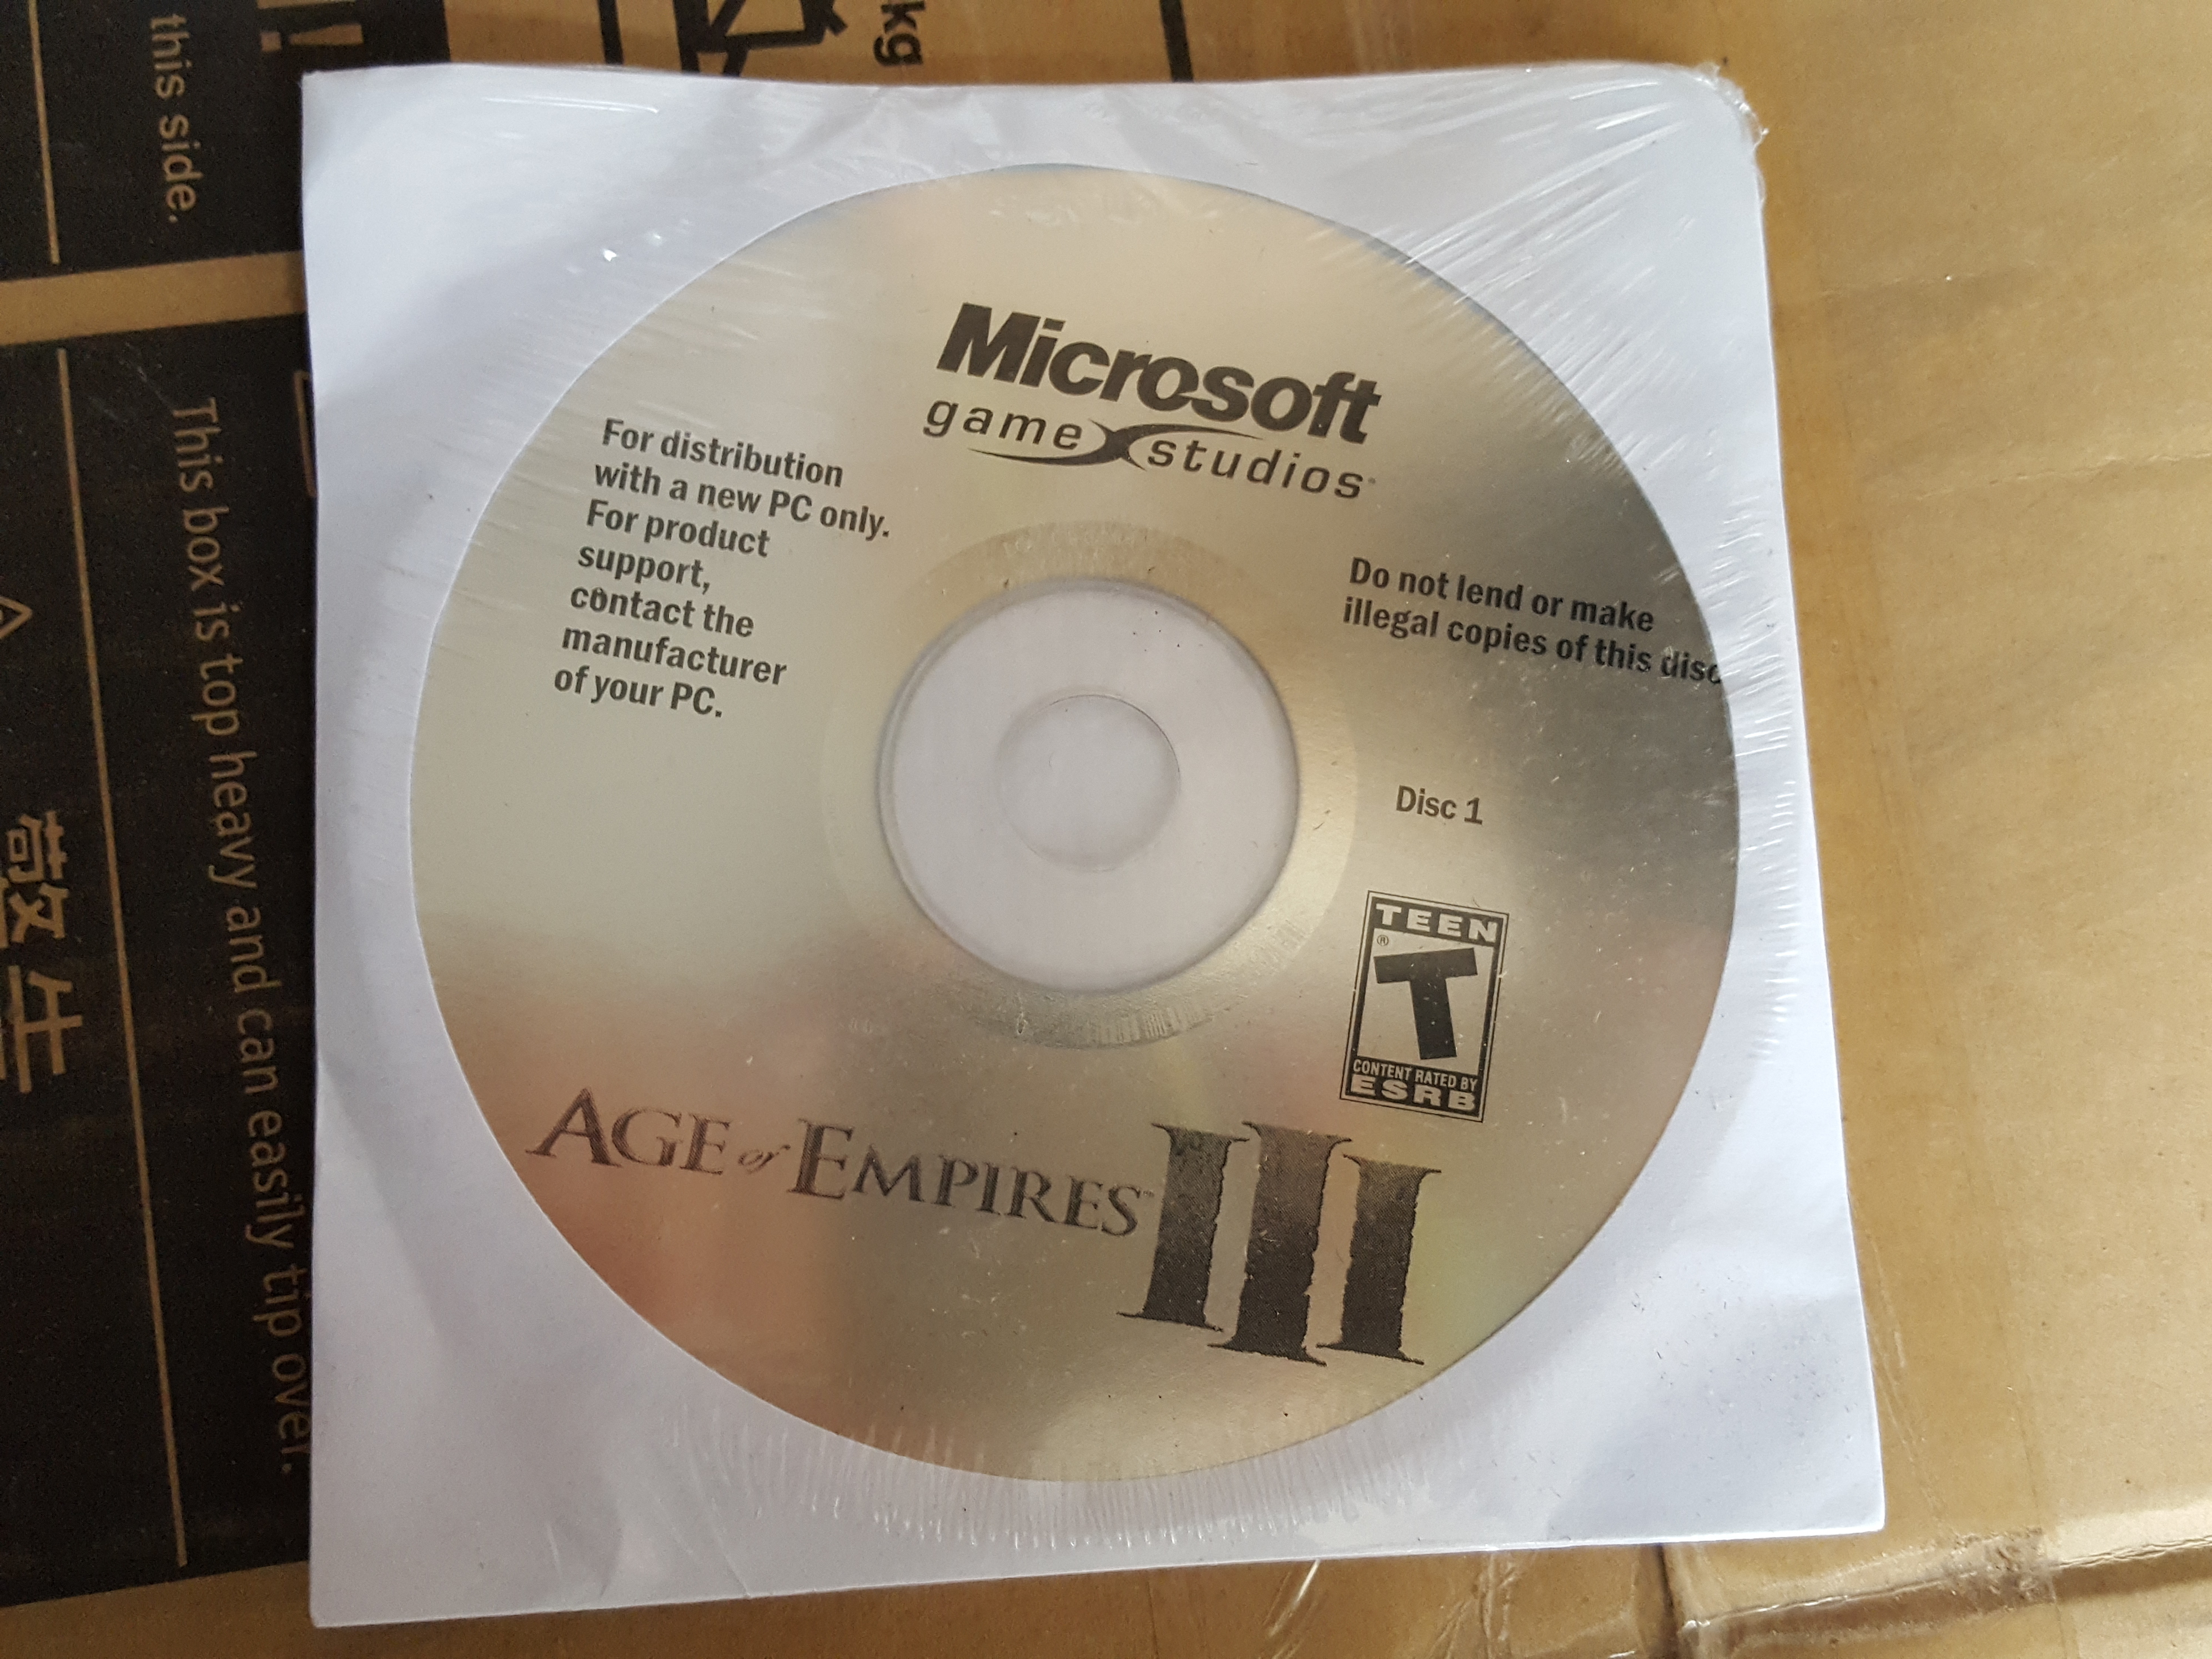 kg
this side.
This box is top heavy and can easily tip over.
Microsoft
game studios
For distribution
with a new PC only.
For product
support,
contact the
manufacturer
of your PC.
Do not lend or make
illegal copies of this disc
Disc 1
TEEN
®
T
CONTENT RATED BY
ESRB
AGE of EMPIRES™ III